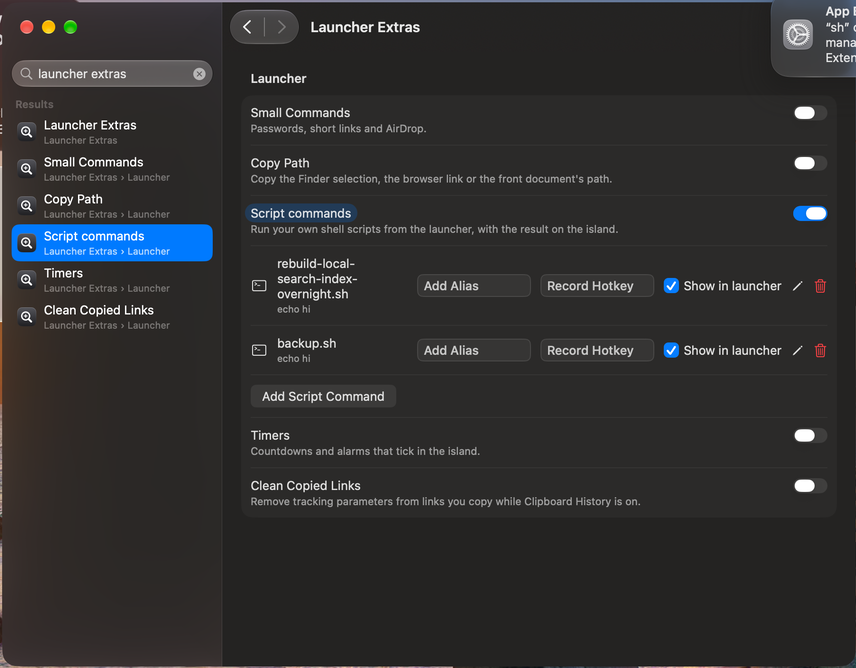 Launcher Extras
App
"sh"
mana
Exten
launcher extras
Results
Launcher Extras
Launcher Extras
Small Commands
Launcher Extras › Launcher
Copy Path
Launcher Extras › Launcher
Script commands
Launcher Extras › Launcher
Timers
Launcher Extras › Launcher
Clean Copied Links
Launcher Extras › Launcher
Launcher
Small Commands
Passwords, short links and AirDrop.
Copy Path
Copy the Finder selection, the browser link or the front document's path.
Script commands
Run your own shell scripts from the launcher, with the result on the island.
rebuild-local-
search-index-
overnight.sh
echo hi
Add Alias
Record Hotkey
Show in launcher
backup.sh
echo hi
Add Alias
Record Hotkey
Show in launcher
Add Script Command
Timers
Countdowns and alarms that tick in the island.
Clean Copied Links
Remove tracking parameters from links you copy while Clipboard History is on.